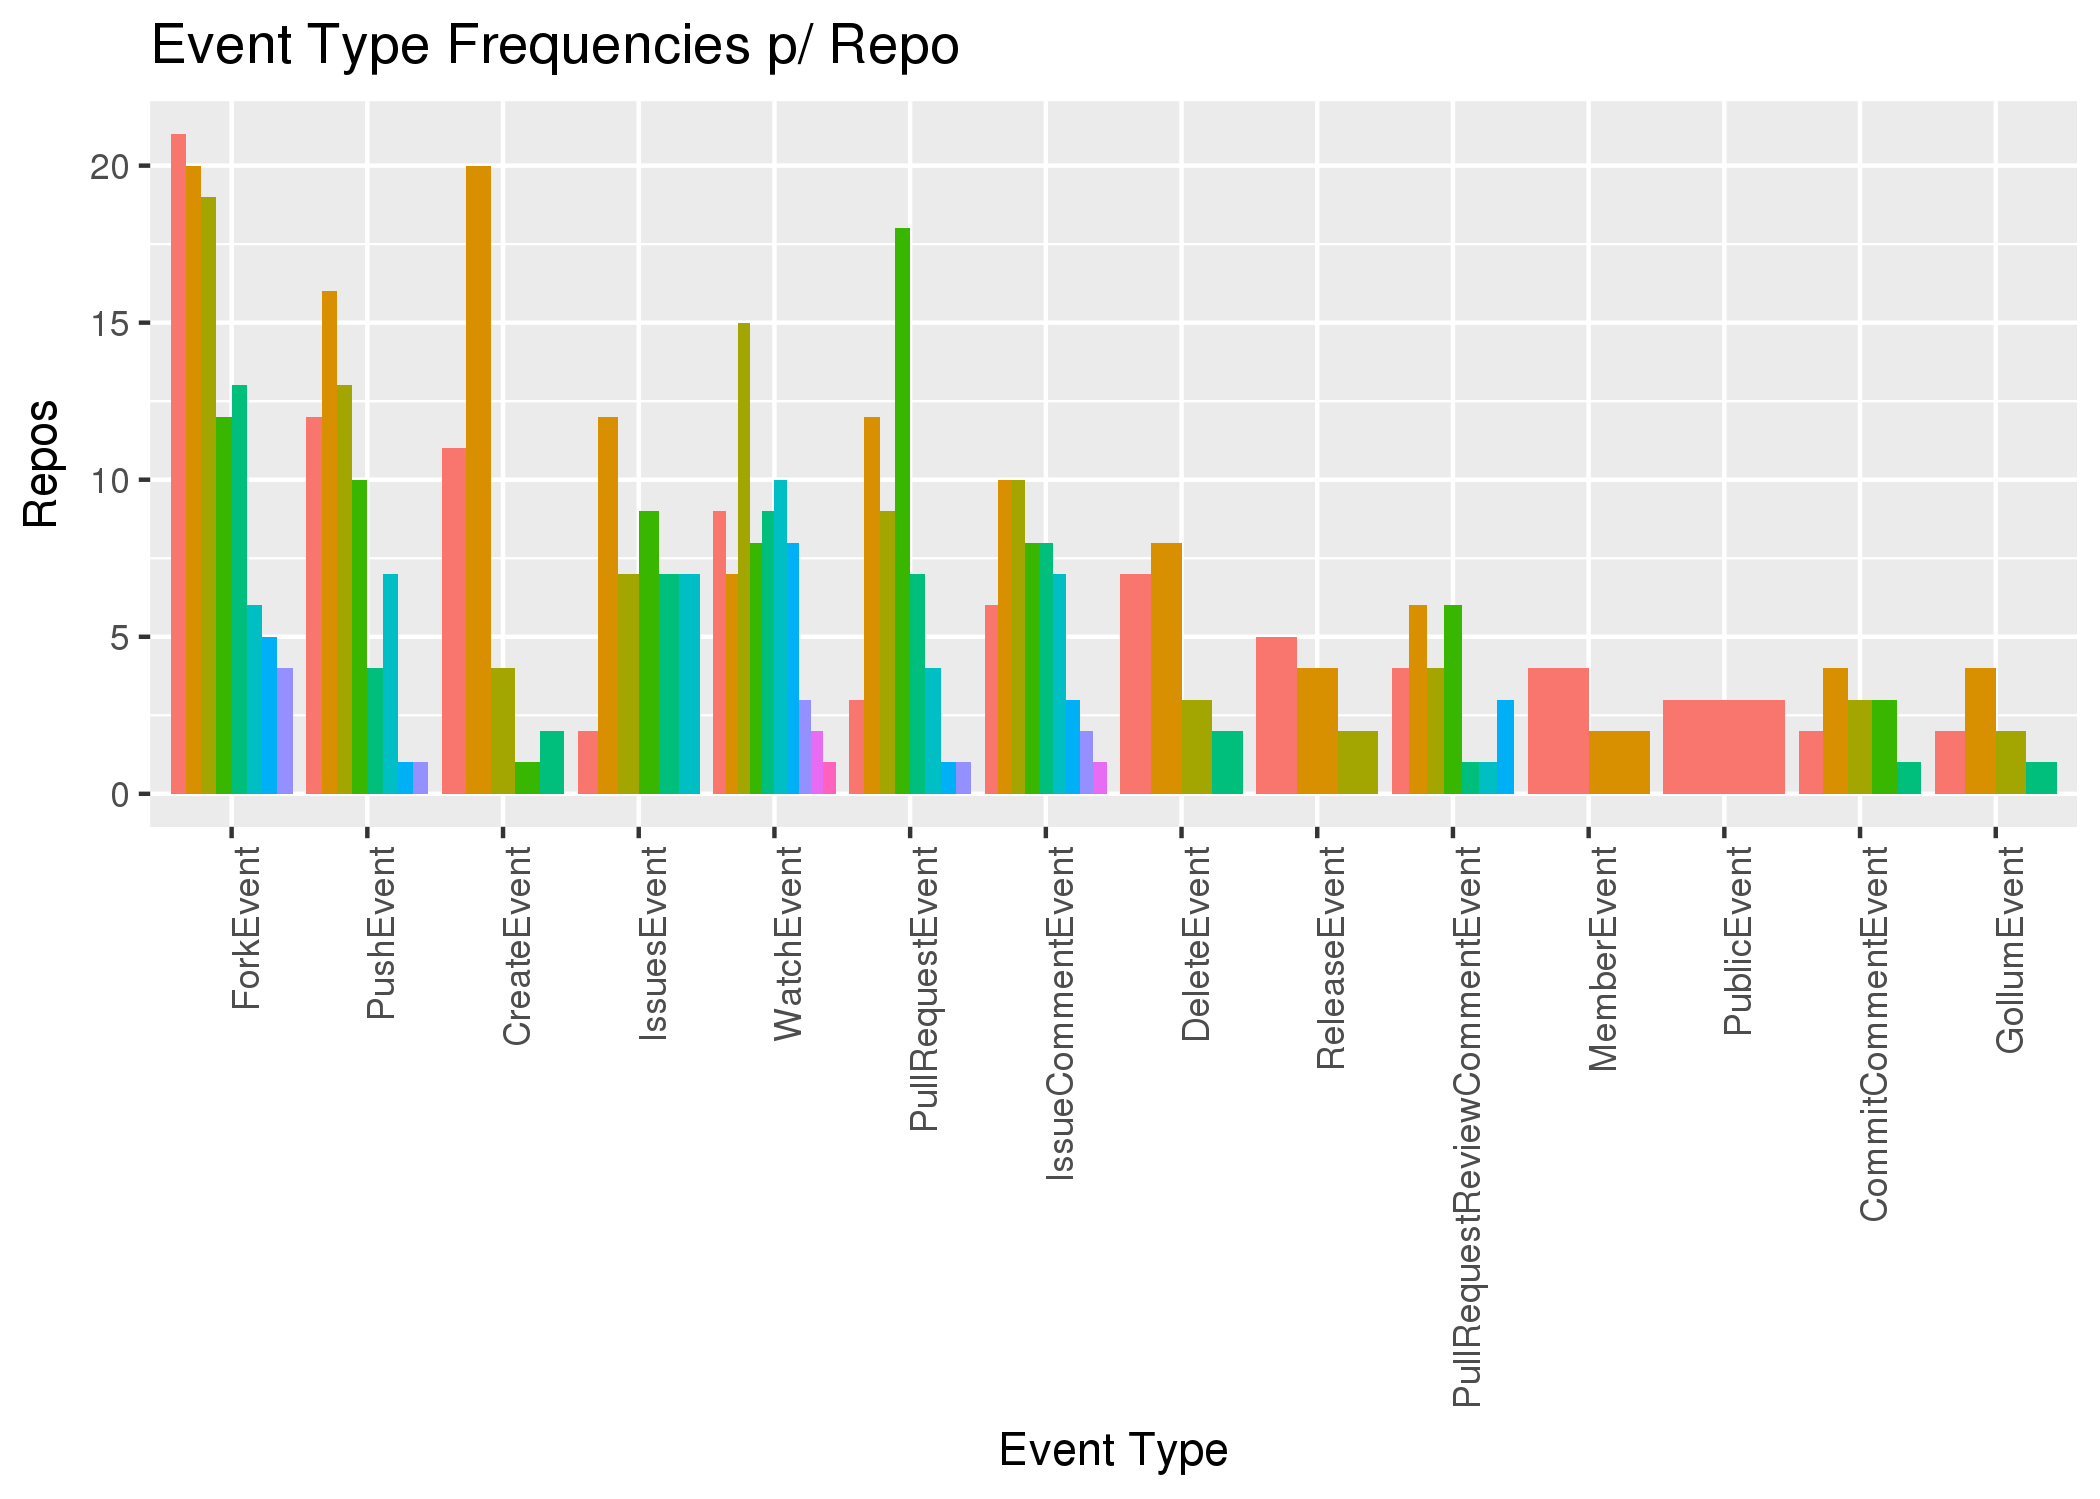 Event Type Frequencies p/ Repo
Repos
20
15
10
5
0
ForkEvent
PushEvent
CreateEvent
IssuesEvent
WatchEvent
PullRequestEvent
IssueCommentEvent
DeleteEvent
ReleaseEvent
PullRequestReviewCommentEvent
MemberEvent
PublicEvent
CommitCommentEvent
GollumEvent
Event Type